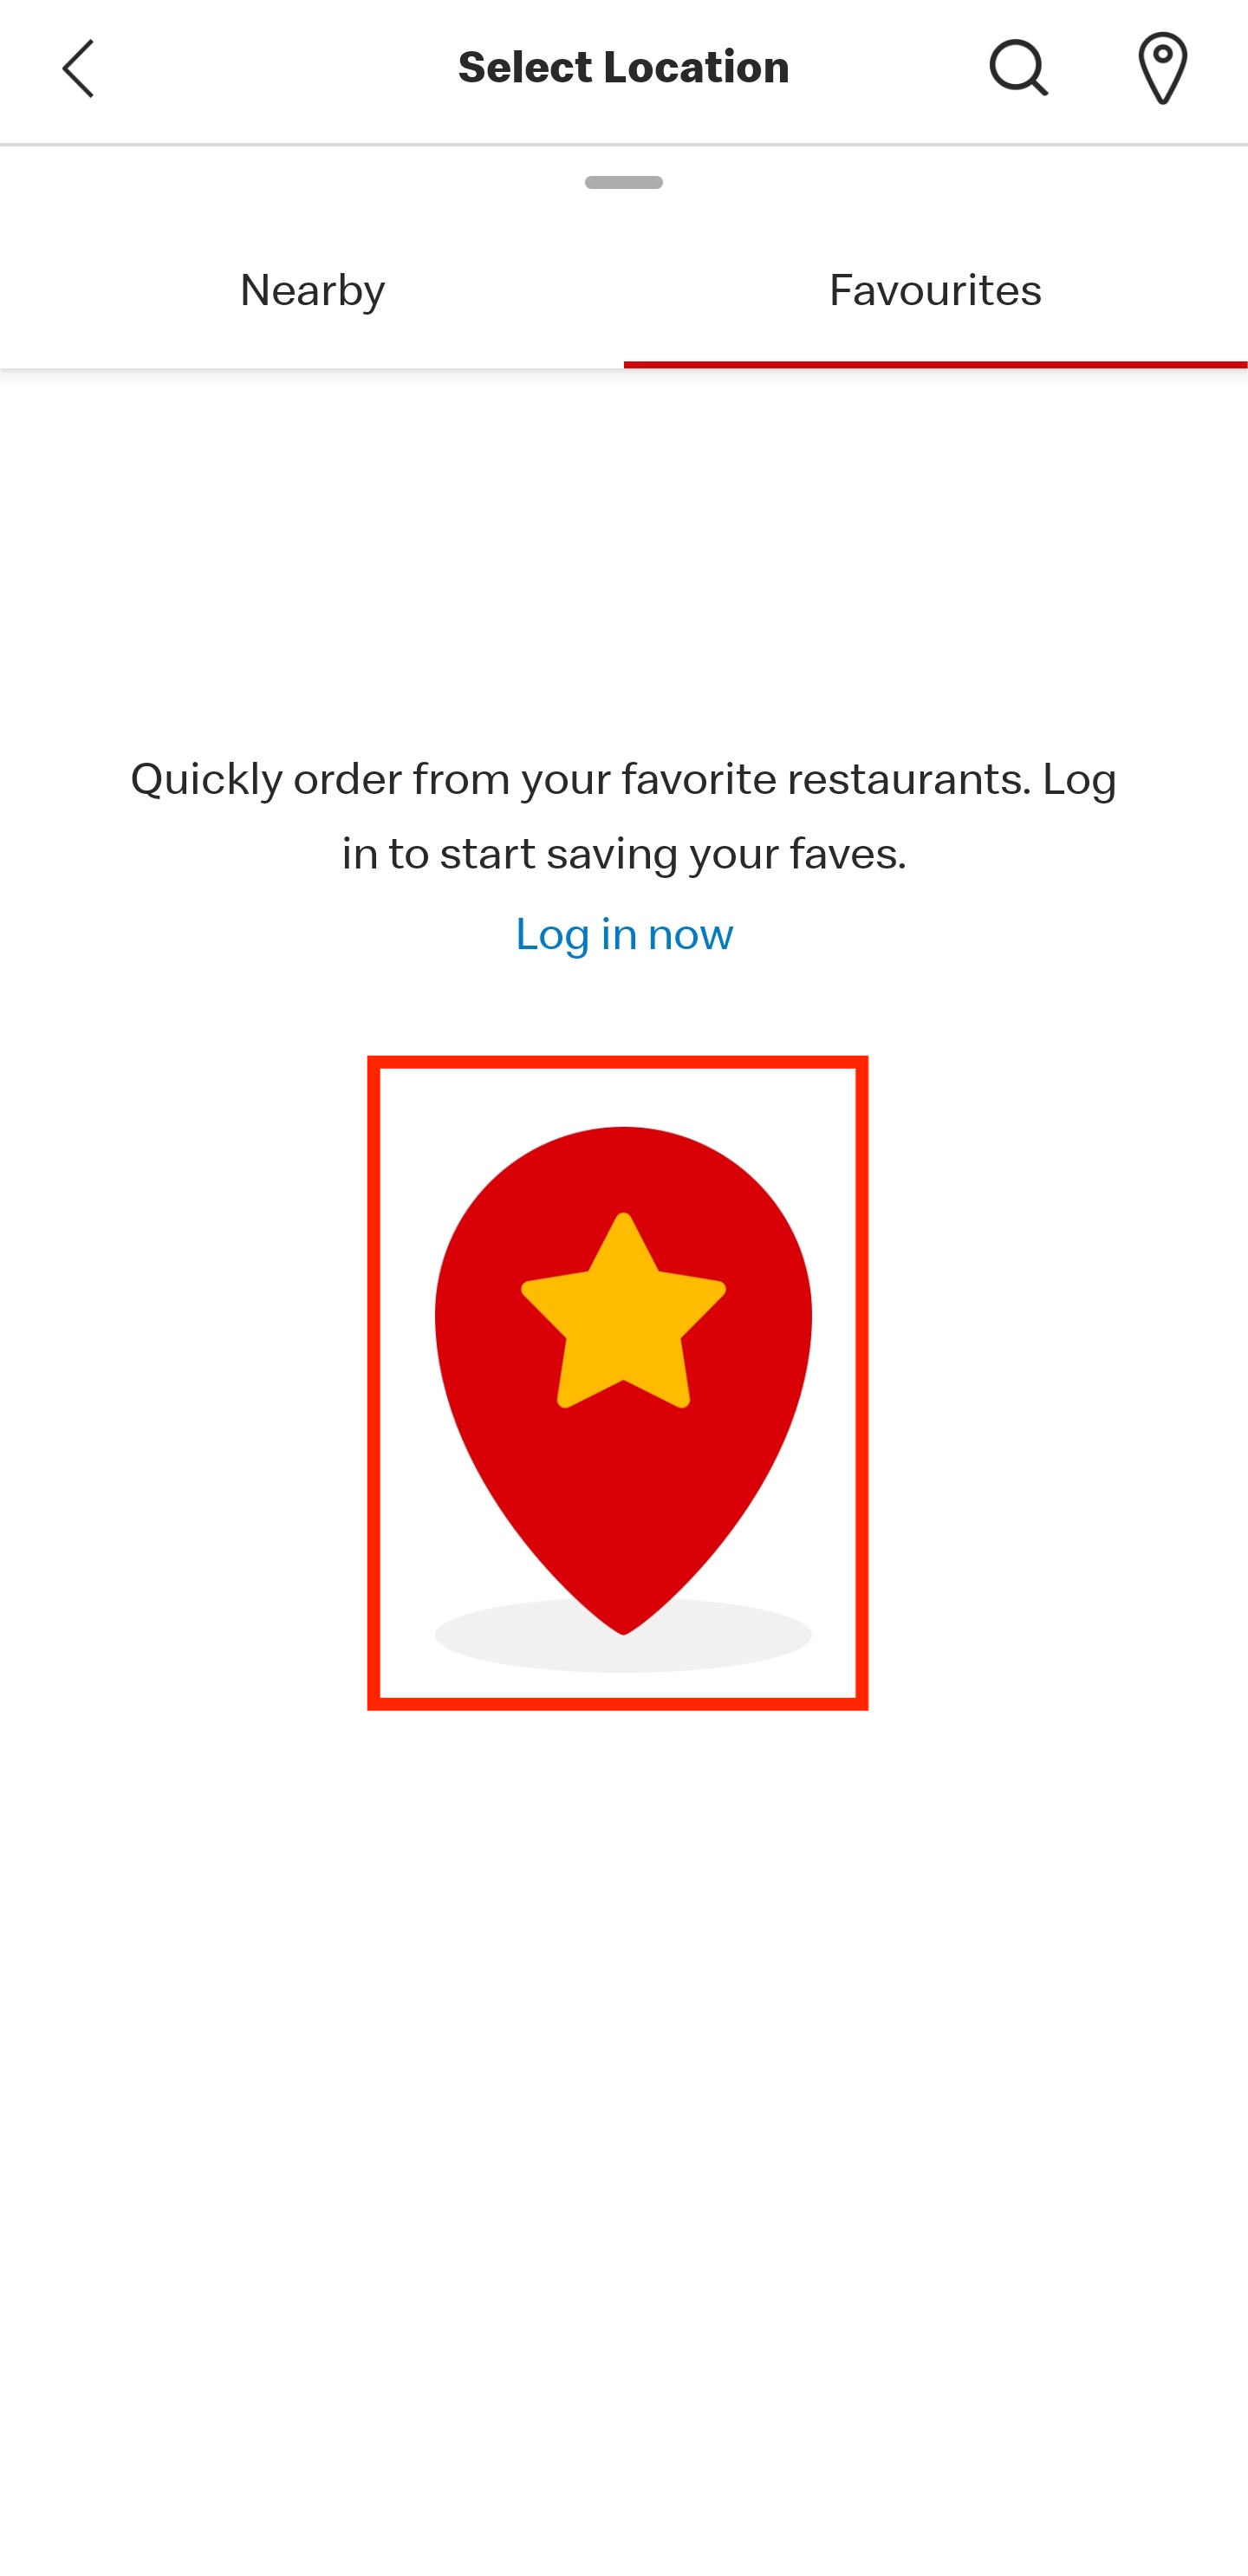 Select Location
Nearby
Favourites
Quickly order from your favorite restaurants. Log
in to start saving your faves.
Log in now